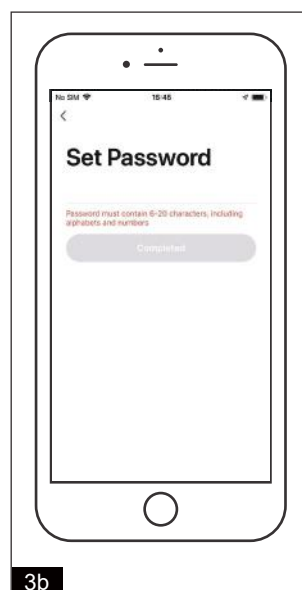 No SIM 15:45
Set Password
Password must contain 6-20 characters, including
alphabets and numbers
Completed
3b